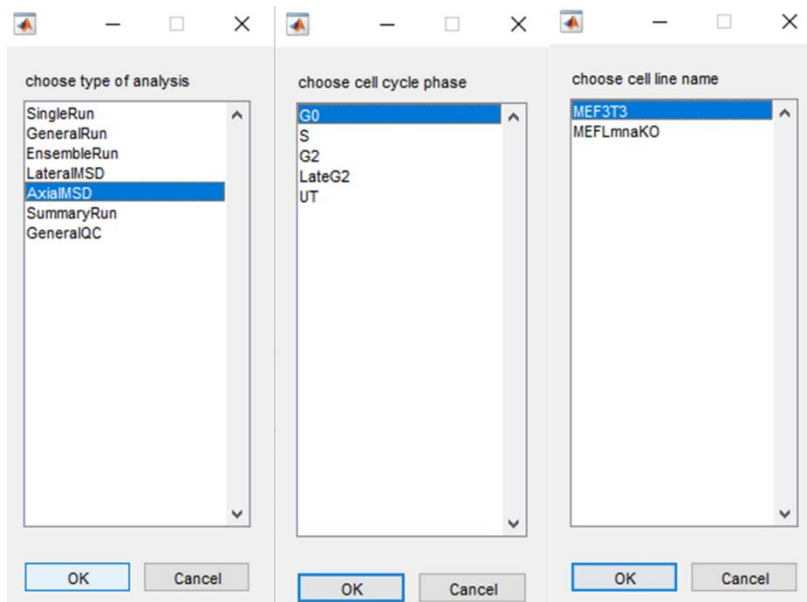 choose type of analysis
SingleRun
GeneralRun
EnsembleRun
LateralMSD
AxialMSD
SummaryRun
GeneralQC
OK
Cancel
choose cell cycle phase
G0
S
G2
LateG2
UT
OK
Cancel
choose cell line name
MEF3T3
MEFLmnaKO
OK
Cancel